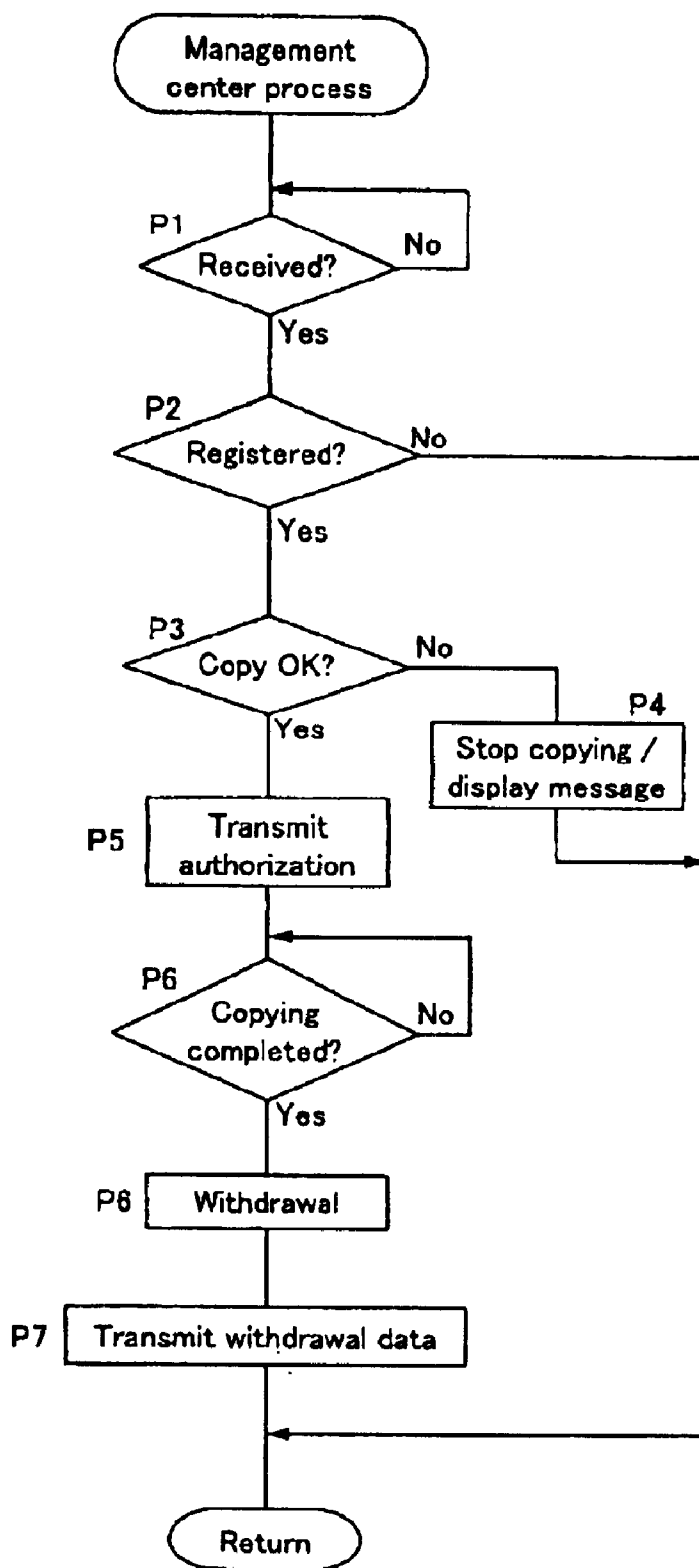 Management
center process
P1
Received?
No
Yes
P2
Registered?
No
Yes
P3
Copy OK?
No
Yes
P4
Stop copying /
display message
P5
Transmit
authorization
P6
Copying
completed?
No
Yes
P6
Withdrawal
P7
Transmit withdrawal data
Return